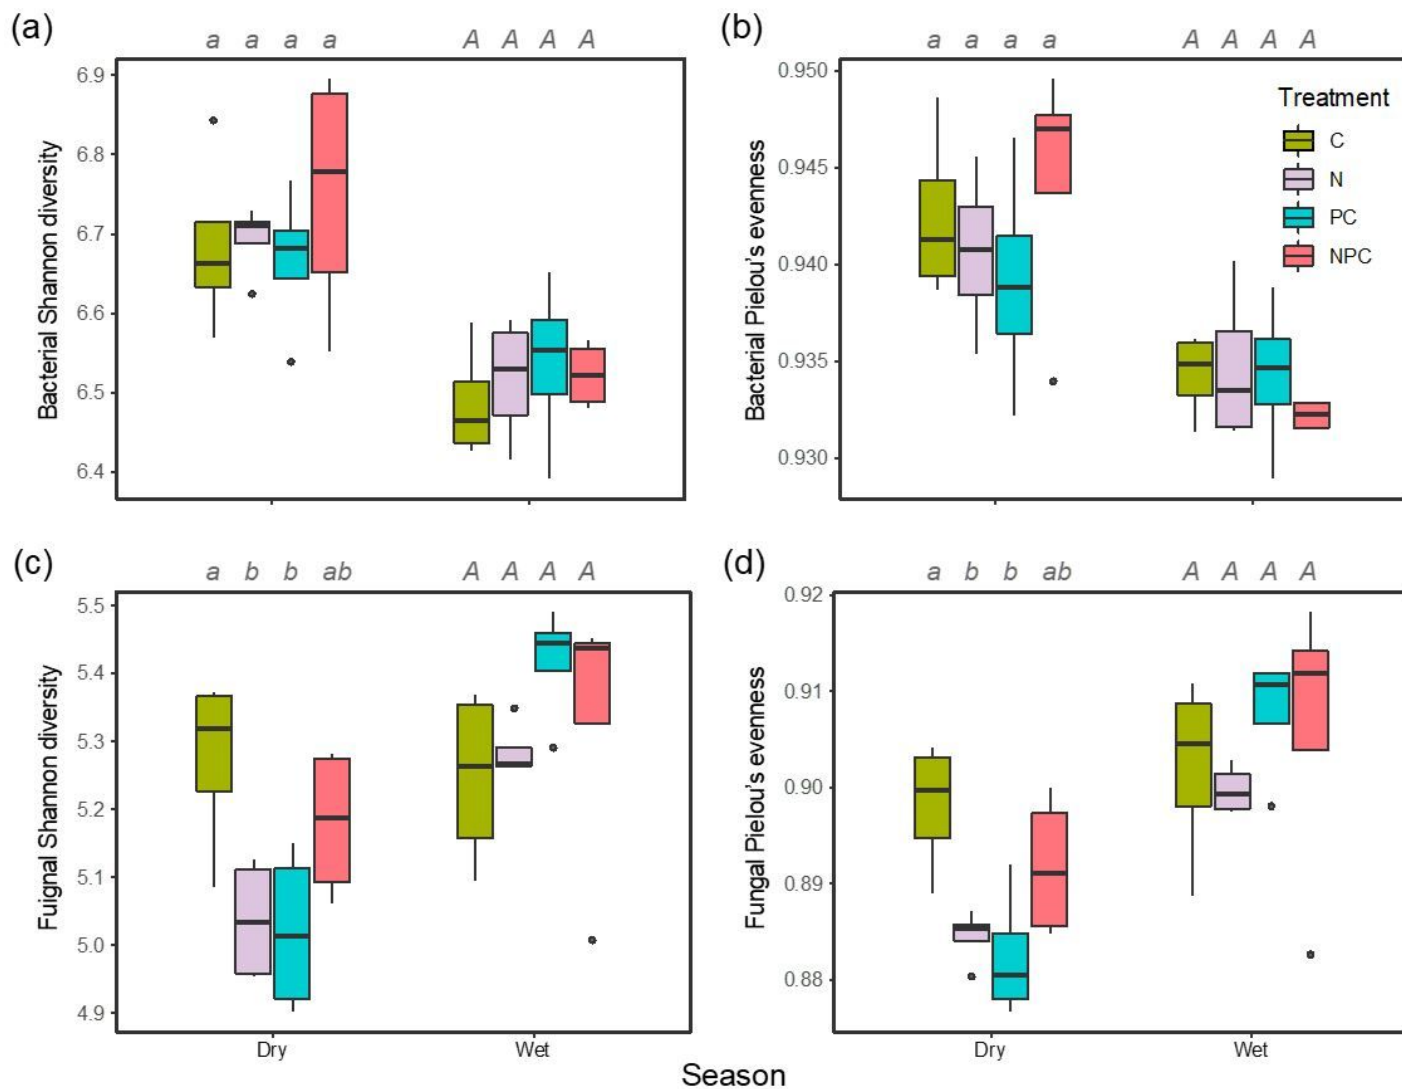 (a)
a a a a A A A A
Bacterial Shannon diversity
6.9
6.8
6.7
6.6
6.5
6.4
(b)
a a a a A A A A
Bacterial Pielou's evenness
0.950
0.945
0.940
0.935
0.930
Treatment
C
N
PC
NPC
(c)
a b b ab A A A A
Fuignal Shannon diversity
5.5
5.4
5.3
5.2
5.1
5.0
4.9
Dry Wet
(d)
a b b ab A A A A
Fungal Pielou's evenness
0.92
0.91
0.90
0.89
0.88
Dry Wet
Season